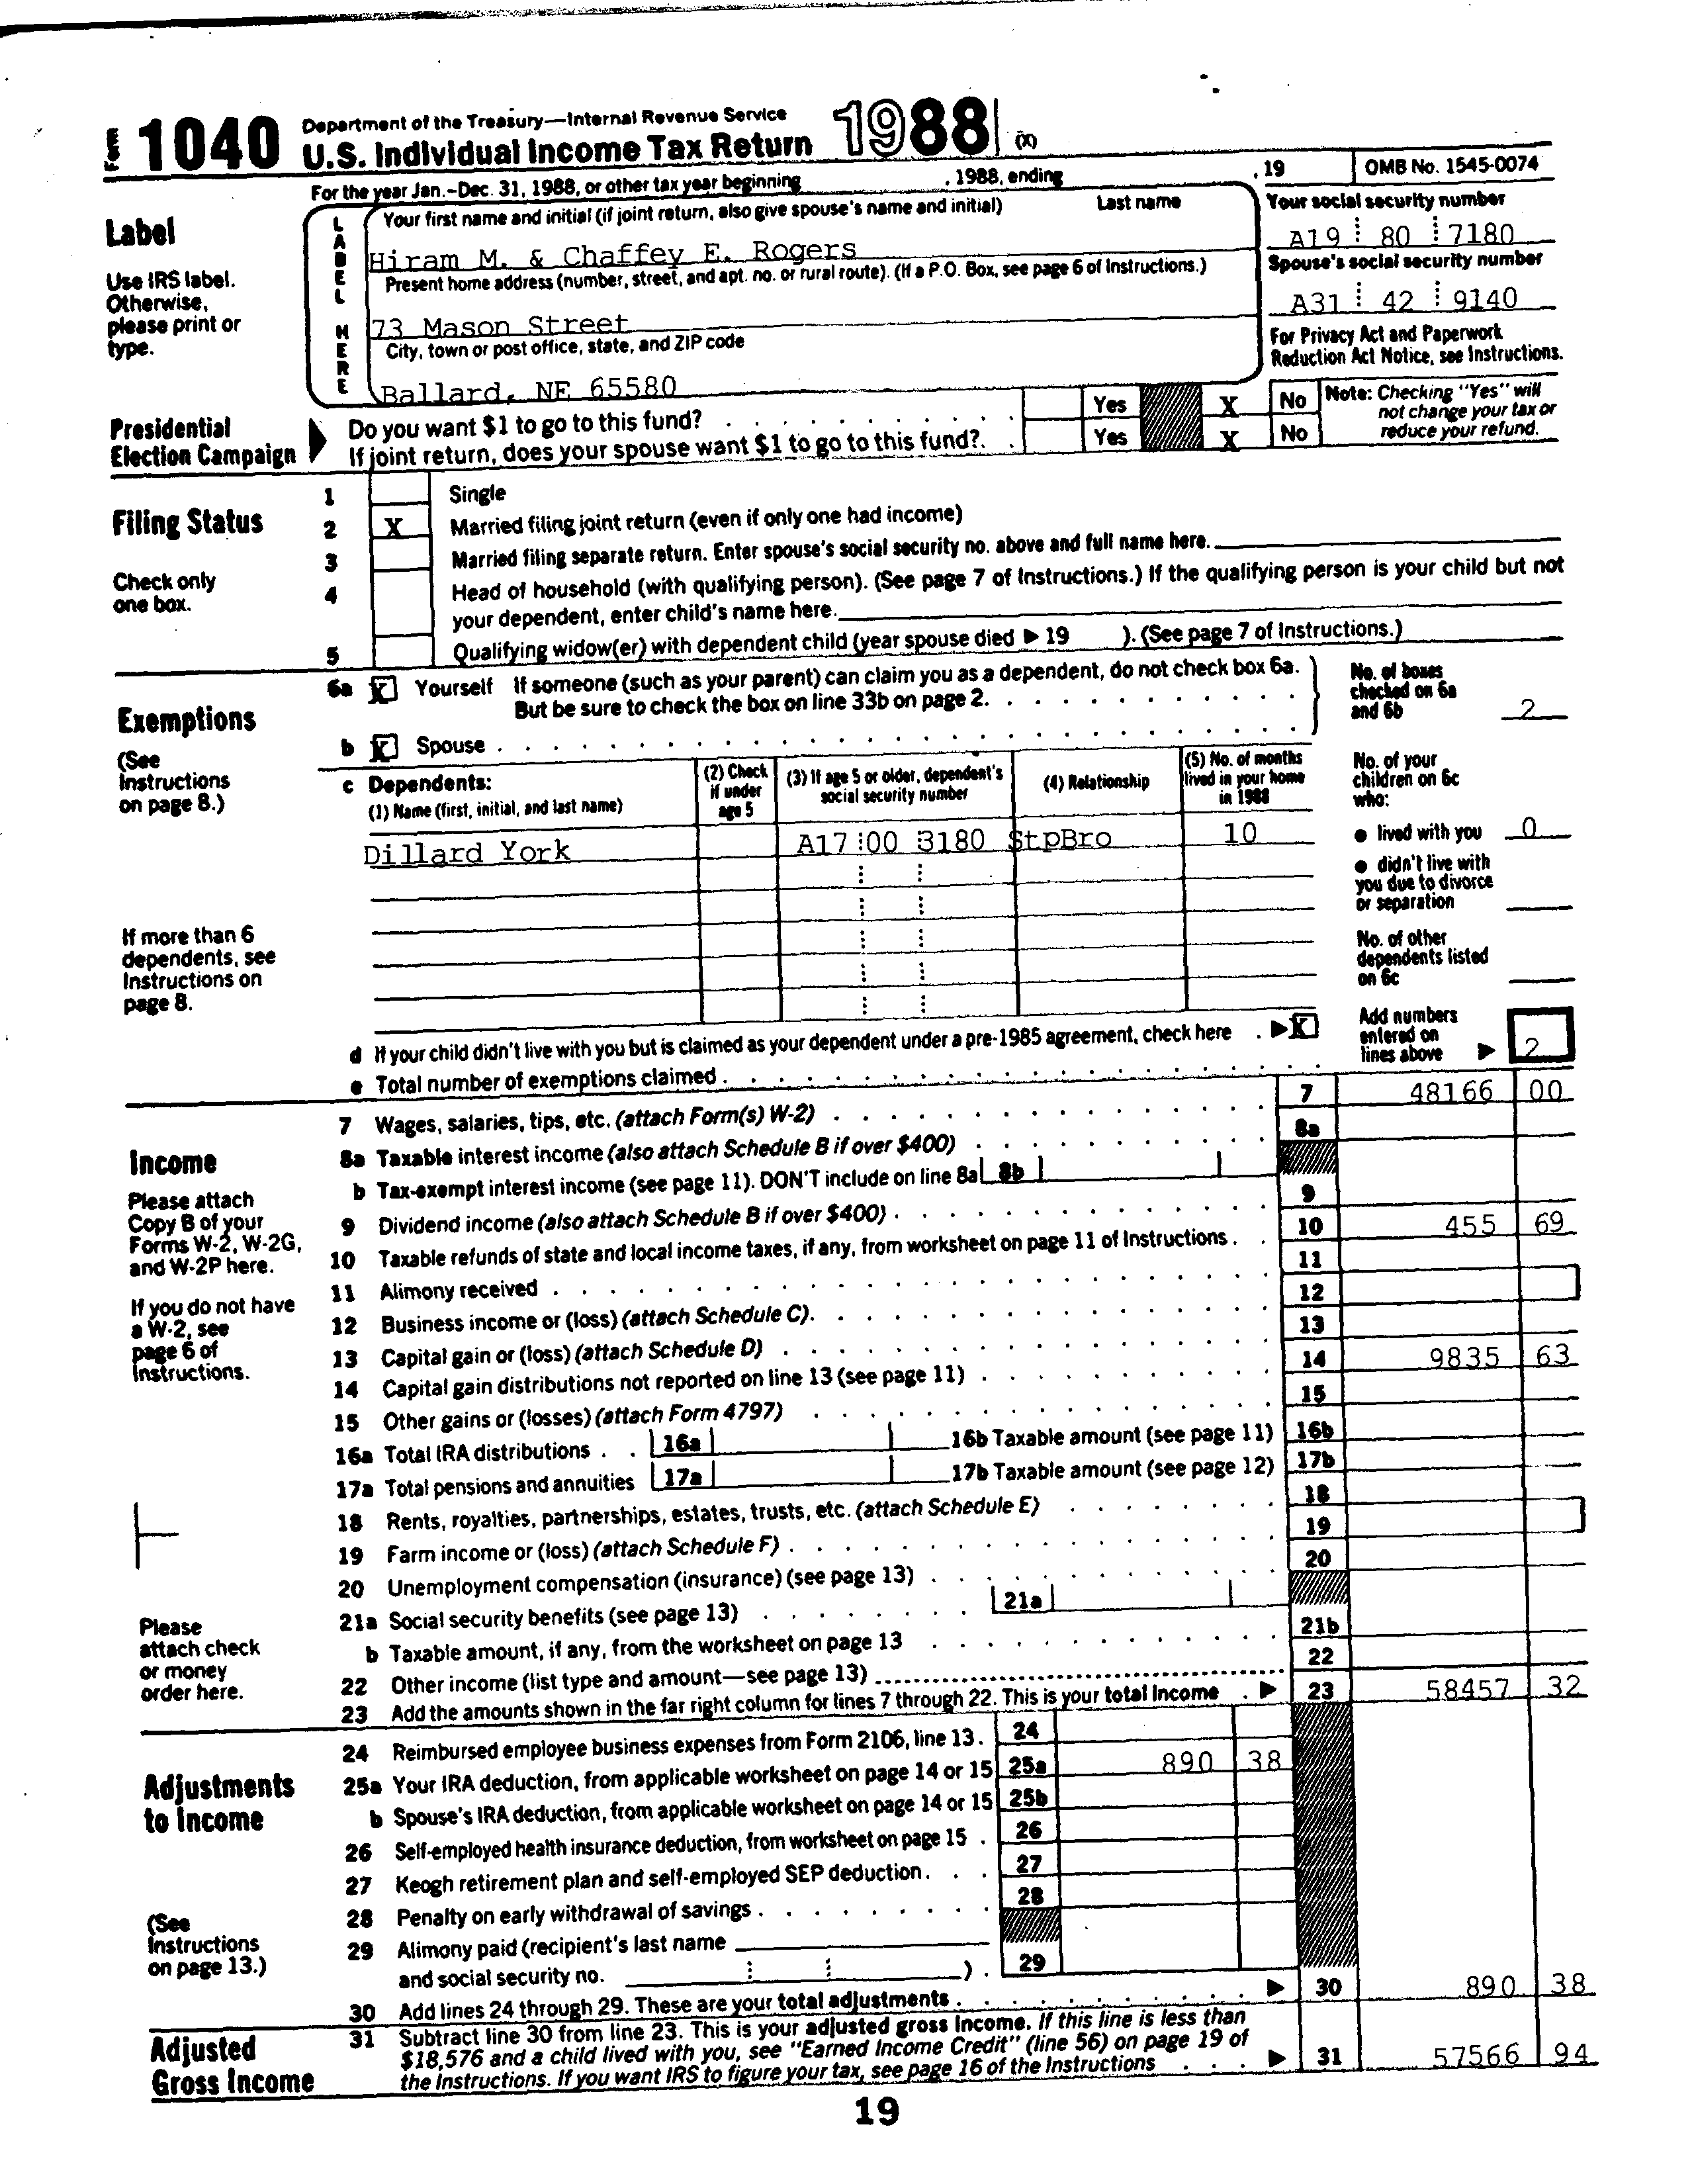 Form 1040 Department of the Treasury—Internal Revenue Service
U.S. Individual Income Tax Return 1988 (X)
For the year Jan.-Dec. 31, 1988, or other tax year beginning , 1988, ending , 19 OMB No. 1545-0074
Label
Use IRS label.
Otherwise,
please print or
type.
LABEL HERE
Your first name and initial (if joint return, also give spouse's name and initial) Last name
Hiram M. & Chaffey E. Rogers
Present home address (number, street, and apt. no. or rural route). (If a P.O. Box, see page 6 of Instructions.)
73 Mason Street
City, town or post office, state, and ZIP code
Ballard, NE 65580
Your social security number
A19 80 7180
Spouse's social security number
A31 42 9140
For Privacy Act and Paperwork
Reduction Act Notice, see Instructions.
Presidential
Election Campaign
Do you want $1 to go to this fund? Yes X No
If joint return, does your spouse want $1 to go to this fund? Yes X No
Note: Checking "Yes" will
not change your tax or
reduce your refund.
Filing Status
Check only
one box.
1 Single
2 X Married filing joint return (even if only one had income)
3 Married filing separate return. Enter spouse's social security no. above and full name here.
4 Head of household (with qualifying person). (See page 7 of Instructions.) If the qualifying person is your child but not
your dependent, enter child's name here.
5 Qualifying widow(er) with dependent child (year spouse died ▶ 19 ). (See page 7 of Instructions.)
Exemptions
(See
Instructions
on page 8.)
If more than 6
dependents, see
Instructions on
page 8.
6a X Yourself If someone (such as your parent) can claim you as a dependent, do not check box 6a.
But be sure to check the box on line 33b on page 2.
b X Spouse
c Dependents:
(1) Name (first, initial, and last name)
(2) Check
if under
age 5
(3) If age 5 or older, dependent's
social security number
(4) Relationship
(5) No. of months
lived in your home
in 1988
Dillard York A17 00 3180 StpBro 10
d If your child didn't live with you but is claimed as your dependent under a pre-1985 agreement, check here ▶ X
e Total number of exemptions claimed
No. of boxes
checked on 6a
and 6b 2
No. of your
children on 6c
who:
● lived with you 0
● didn't live with
you due to divorce
or separation
No. of other
dependents listed
on 6c
Add numbers
entered on
lines above ▶ 2
Income
Please attach
Copy B of your
Forms W-2, W-2G,
and W-2P here.
If you do not have
a W-2, see
page 6 of
Instructions.
Please
attach check
or money
order here.
7 Wages, salaries, tips, etc. (attach Form(s) W-2) 7 48166 00
8a Taxable interest income (also attach Schedule B if over $400) 8a
b Tax-exempt interest income (see page 11). DON'T include on line 8a 8b
9 Dividend income (also attach Schedule B if over $400) 9
10 Taxable refunds of state and local income taxes, if any, from worksheet on page 11 of Instructions 10 455 69
11 Alimony received 11
12 Business income or (loss) (attach Schedule C) 12
13 Capital gain or (loss) (attach Schedule D) 13
14 Capital gain distributions not reported on line 13 (see page 11) 14 9835 63
15 Other gains or (losses) (attach Form 4797) 15
16a Total IRA distributions 16a 16b Taxable amount (see page 11) 16b
17a Total pensions and annuities 17a 17b Taxable amount (see page 12) 17b
18 Rents, royalties, partnerships, estates, trusts, etc. (attach Schedule E) 18
19 Farm income or (loss) (attach Schedule F) 19
20 Unemployment compensation (insurance) (see page 13) 20
21a Social security benefits (see page 13) 21a
b Taxable amount, if any, from the worksheet on page 13 21b
22 Other income (list type and amount—see page 13) 22
23 Add the amounts shown in the far right column for lines 7 through 22. This is your total income ▶ 23 58457 32
Adjustments
to Income
(See
Instructions
on page 13.)
24 Reimbursed employee business expenses from Form 2106, line 13. 24
25a Your IRA deduction, from applicable worksheet on page 14 or 15 25a 890 38
b Spouse's IRA deduction, from applicable worksheet on page 14 or 15 25b
26 Self-employed health insurance deduction, from worksheet on page 15 26
27 Keogh retirement plan and self-employed SEP deduction 27
28 Penalty on early withdrawal of savings 28
29 Alimony paid (recipient's last name
and social security no. ) 29
30 Add lines 24 through 29. These are your total adjustments ▶ 30 890 38
Adjusted
Gross Income
31 Subtract line 30 from line 23. This is your adjusted gross income. If this line is less than
$18,576 and a child lived with you, see "Earned Income Credit" (line 56) on page 19 of
the Instructions. If you want IRS to figure your tax, see page 16 of the Instructions ▶ 31 57566 94
19